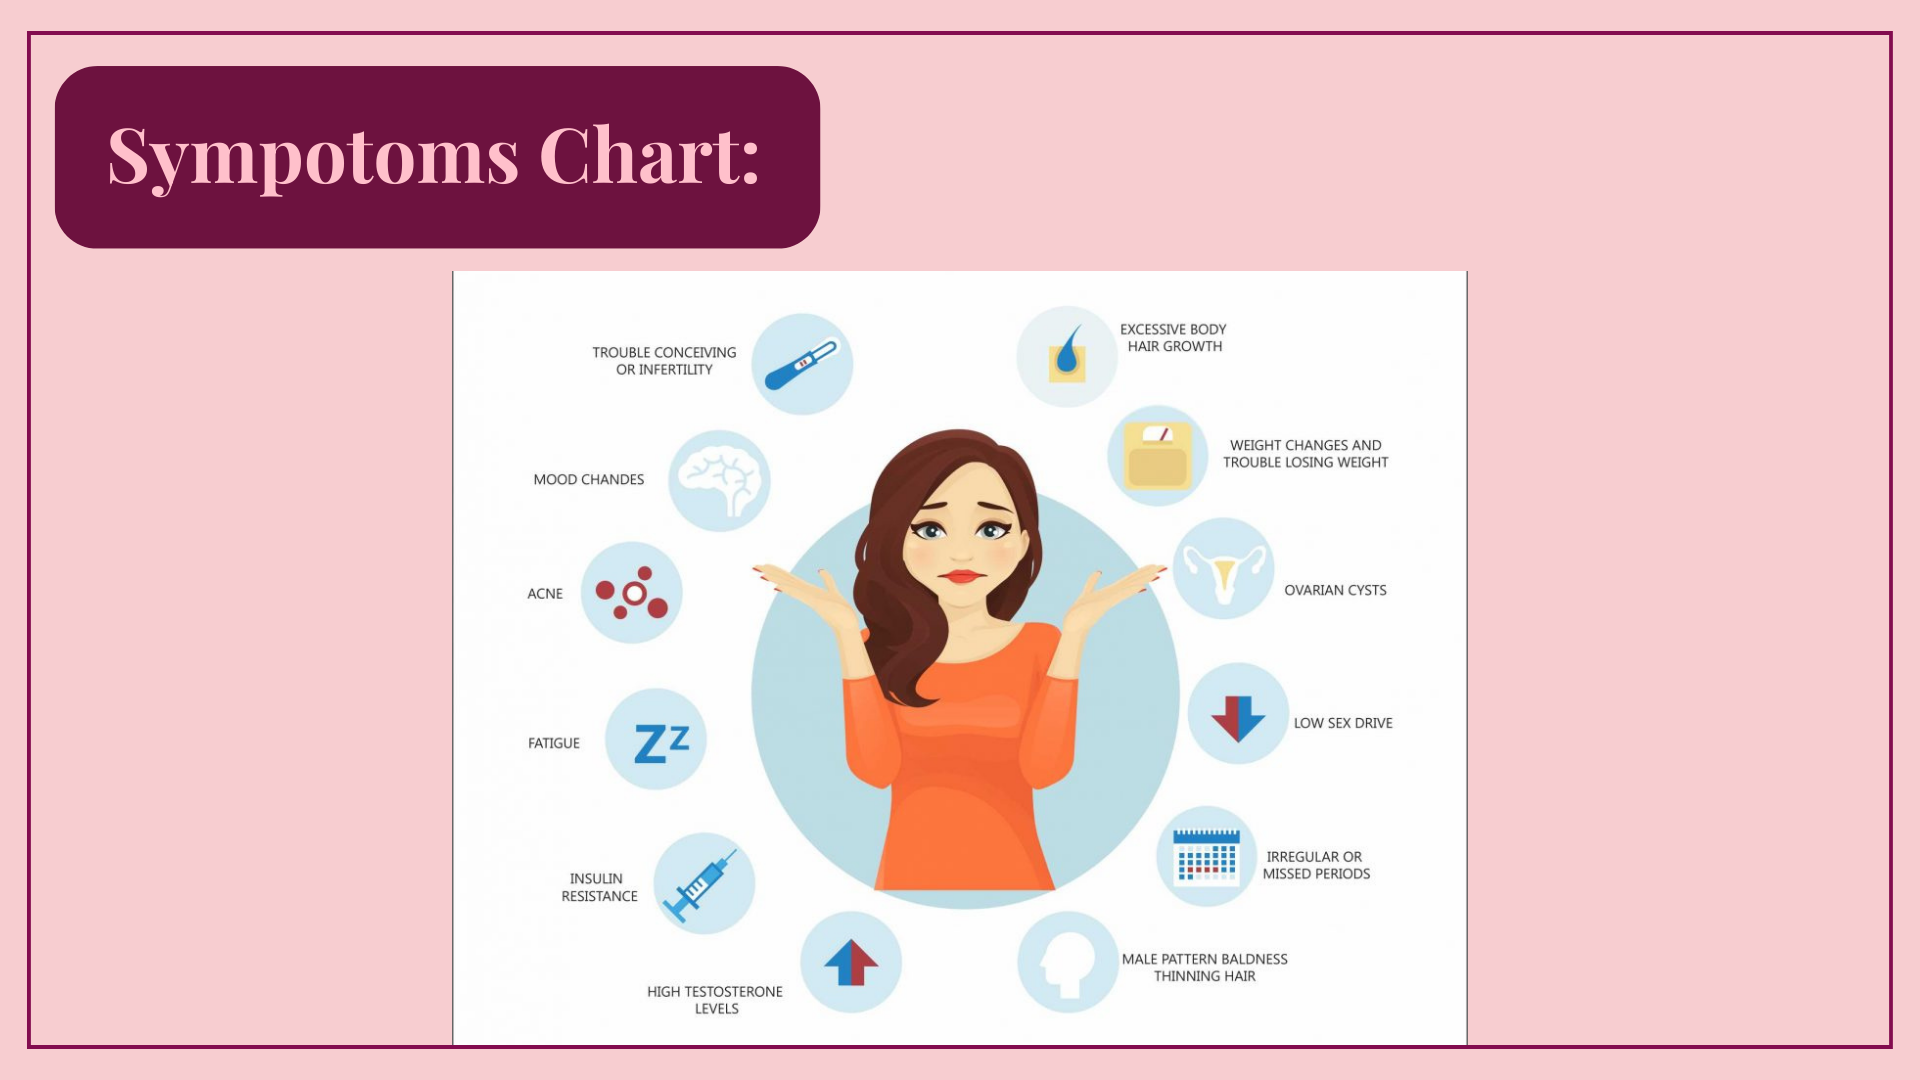 Sympotoms Chart:
TROUBLE CONCEIVING
OR INFERTILITY
EXCESSIVE BODY
HAIR GROWTH
MOOD CHANDES
WEIGHT CHANGES AND
TROUBLE LOSING WEIGHT
ACNE
OVARIAN CYSTS
FATIGUE
ZZ
LOW SEX DRIVE
INSULIN
RESISTANCE
IRREGULAR OR
MISSED PERIODS
HIGH TESTOSTERONE
LEVELS
MALE PATTERN BALDNESS
THINNING HAIR